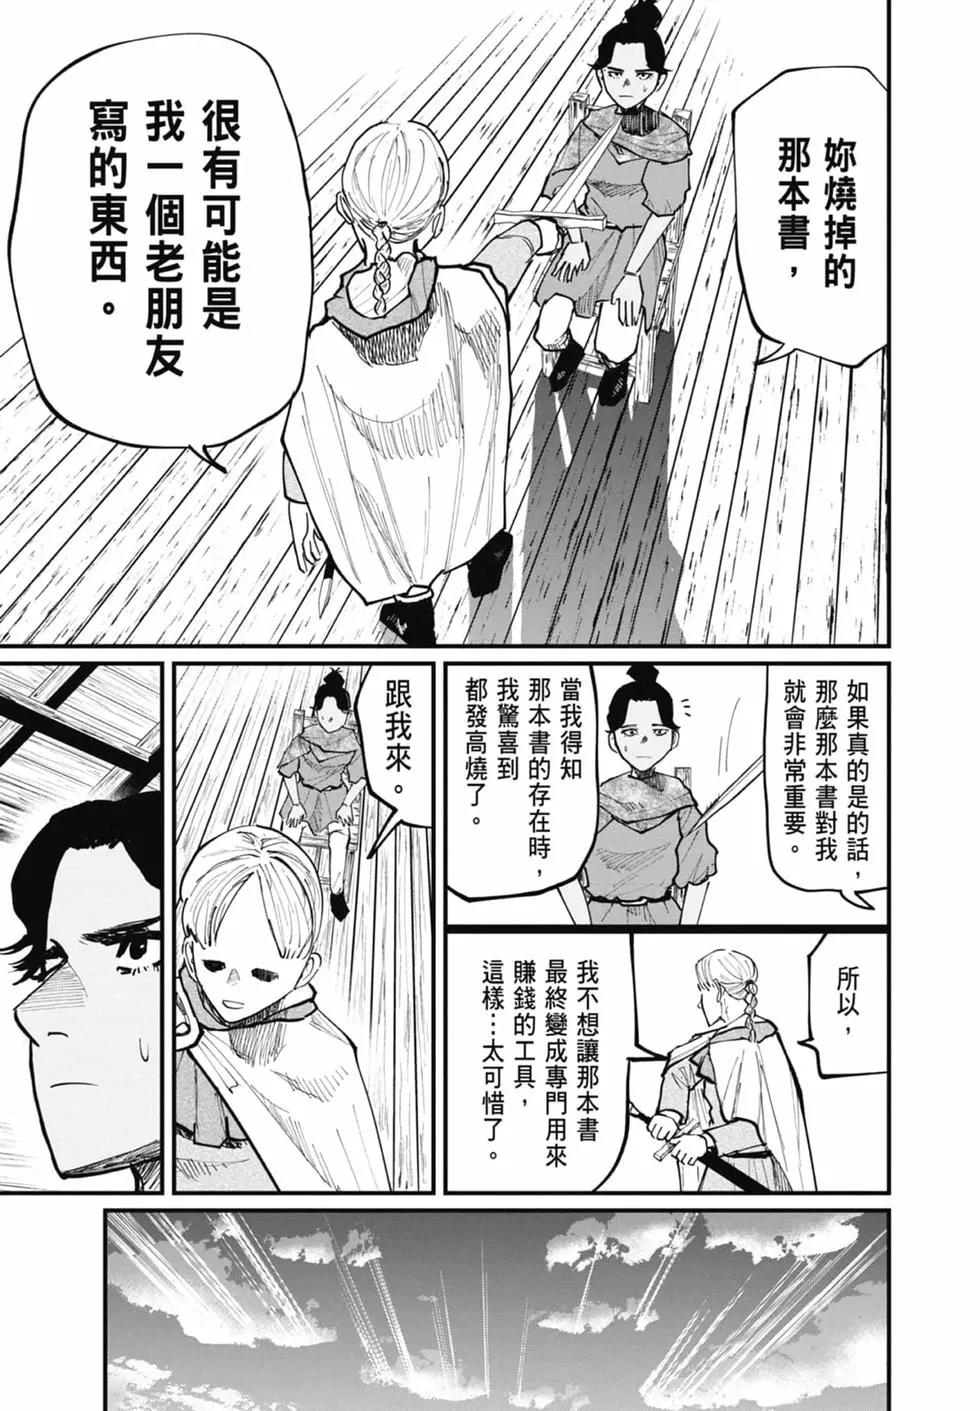 妳燒掉的
那本書，
很有可能是
我一個老朋友
寫的東西。
如果真的是的話，
那麼那本書對我
就會非常重要。
當我得知
那本書的存在時，
我驚喜到
都發高燒了。
所以，
我不想讓那本書
最終變成專門用來
賺錢的工具，
這樣…太可惜了。
跟我來。